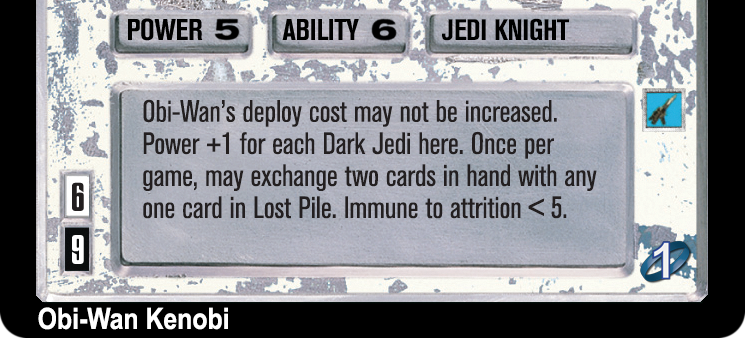 POWER 5 ABILITY 6 JEDI KNIGHT
Obi-Wan's deploy cost may not be increased.
Power +1 for each Dark Jedi here. Once per
game, may exchange two cards in hand with any
one card in Lost Pile. Immune to attrition < 5.
6
9
1
Obi-Wan Kenobi